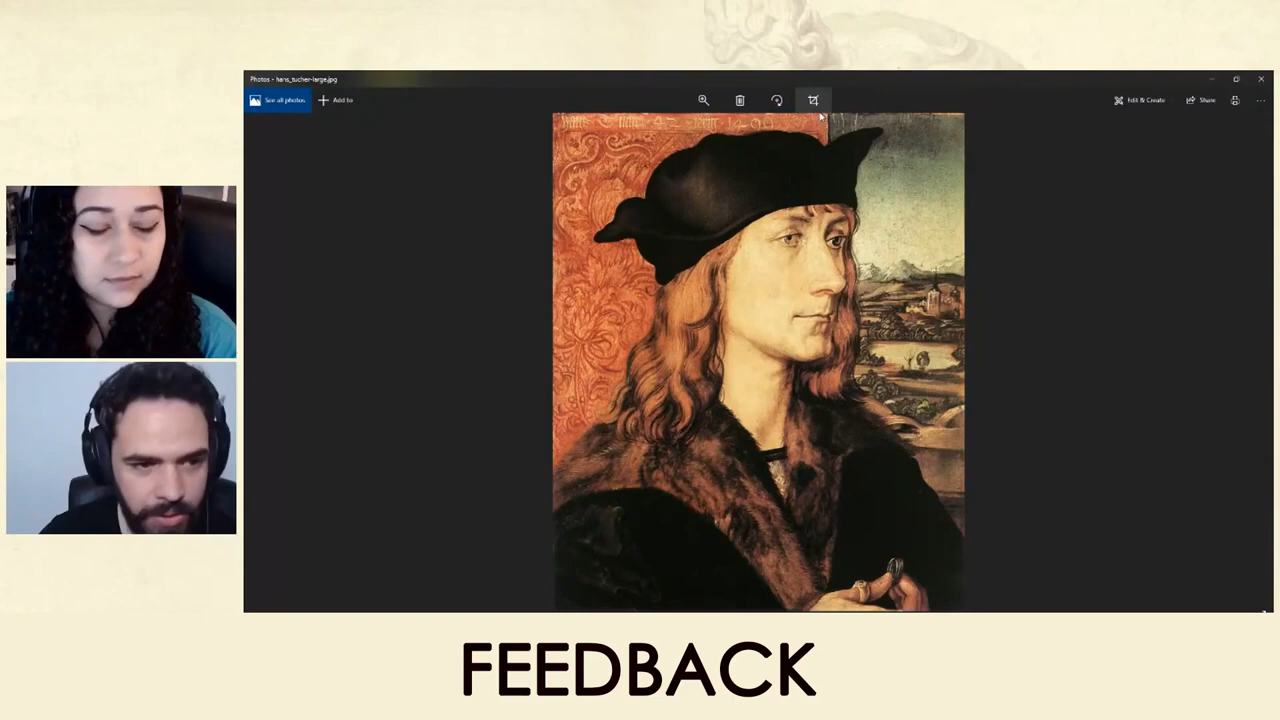 Photos - hans_tucher-large.jpg
See all photos
Add to
Edit & Create
Share
FEEDBACK